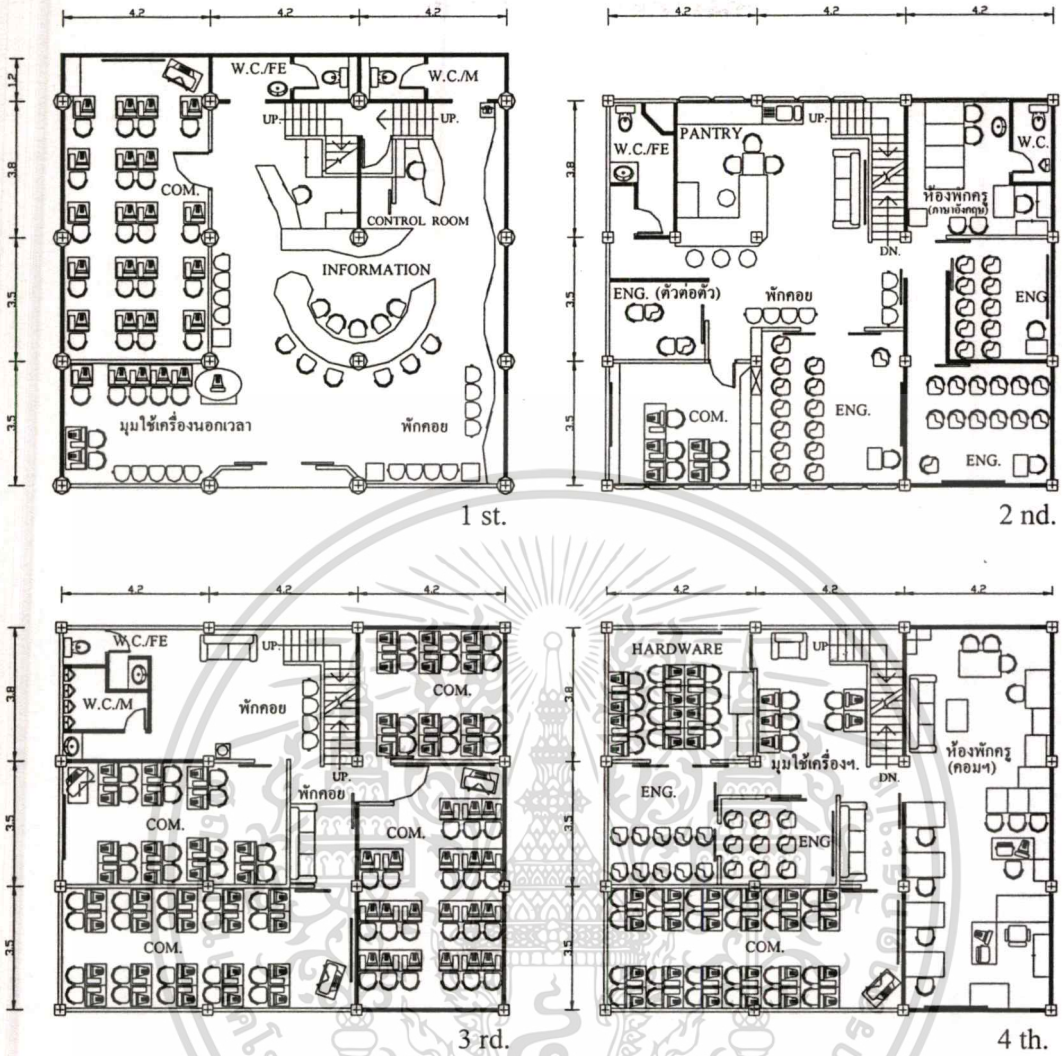 4.2 4.2 4.2
1.2
3.8
3.5
3.5
W.C./FE
W.C./M
UP.
UP.
COM.
CONTROL ROOM
INFORMATION
มุมใช้เครื่องนอกเวลา
พักคอย
1 st.
4.2 4.2 4.2
3.8
3.5
3.5
W.C./FE
PANTRY
UP.
W.C.
ห้องพักครู
(ภาษาอังกฤษ)
DN.
ENG. (ตัวต่อตัว)
พักคอย
ENG
COM.
ENG.
ENG.
2 nd.
4.2 4.2 4.2
3.8
3.5
3.5
W.C./FE
UP.
COM.
W.C./M
พักคอย
UP.
พักคอย
COM.
COM.
COM.
3 rd.
4.2 4.2 4.2
3.8
3.5
3.5
HARDWARE
UP
ห้องพักครู
(คอมฯ)
มุมใช้เครื่องฯ.
DN.
ENG.
ENG
COM.
4 th.